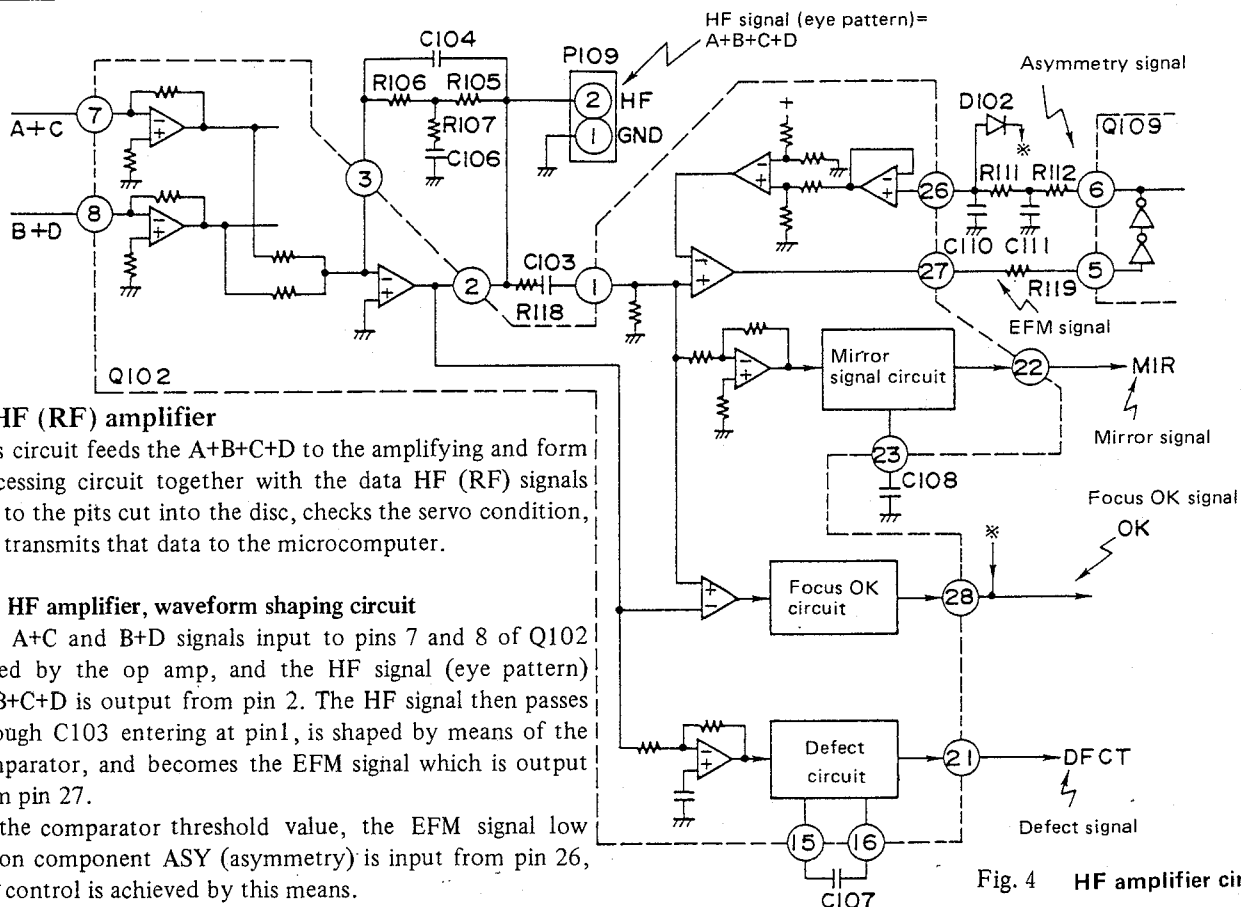 HF signal (eye pattern)=
A+B+C+D
C104
P109
Asymmetry signal
R106
R105
2
HF
D102
Q109
7
A+C
R107
1
GND
+
※
C106
3
R111
R112
26
6
8
B+D
C110
C111
C103
2
1
27
5
R118
R119
EFM signal
Mirror
signal circuit
22
MIR
Q102
Mirror signal
23
C108
HF (RF) amplifier
s circuit feeds the A+B+C+D to the amplifying and form
cessing circuit together with the data HF (RF) signals
to the pits cut into the disc, checks the servo condition,
transmits that data to the microcomputer.
Focus OK signal
※
OK
Focus OK
circuit
28
HF amplifier, waveform shaping circuit
A+C and B+D signals input to pins 7 and 8 of Q102
ed by the op amp, and the HF signal (eye pattern)
B+C+D is output from pin 2. The HF signal then passes
ough C103 entering at pin1, is shaped by means of the
nparator, and becomes the EFM signal which is output
m pin 27.
the comparator threshold value, the EFM signal low
on component ASY (asymmetry) is input from pin 26,
control is achieved by this means.
Defect
circuit
21
DFCT
Defect signal
15
16
C107
Fig. 4 HF amplifier cir